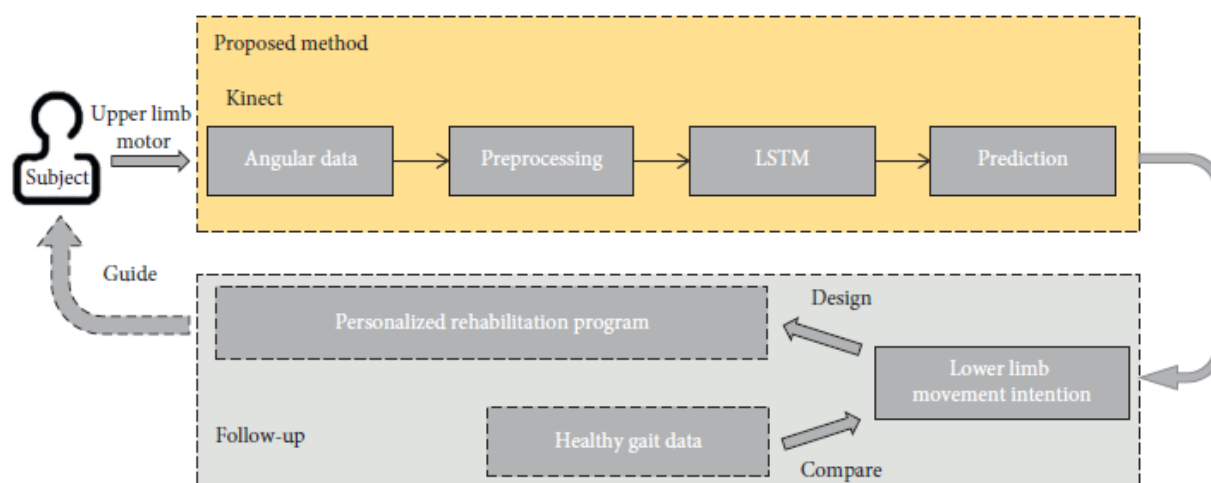 Proposed method
Kinect
Upper limb
motor
Subject
Angular data
Preprocessing
LSTM
Prediction
Guide
Personalized rehabilitation program
Design
Lower limb
movement intention
Follow-up
Healthy gait data
Compare